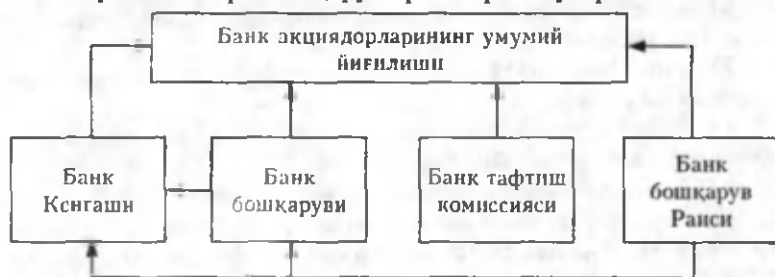 Банк акциядорларининг умумий
йиғилиши
Банк
Кенгаши
Банк
бошқаруви
Банк тафтиш
комиссияси
Банк
бошқарув
Раиси